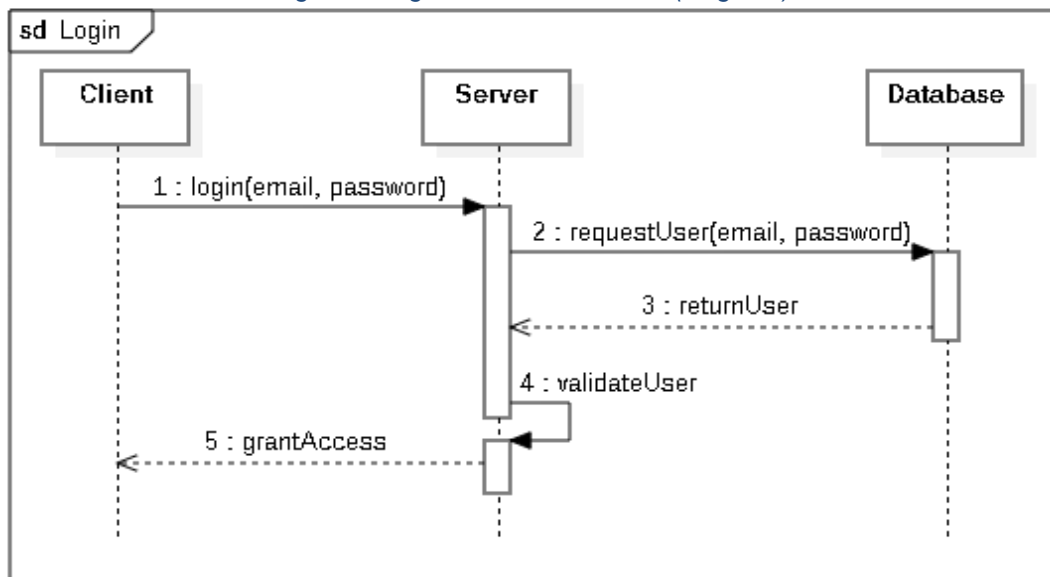 sd Login
Client
Server
Database
1 : login(email, password)
2 : requestUser(email, password)
3 : returnUser
4 : validateUser
5 : grantAccess